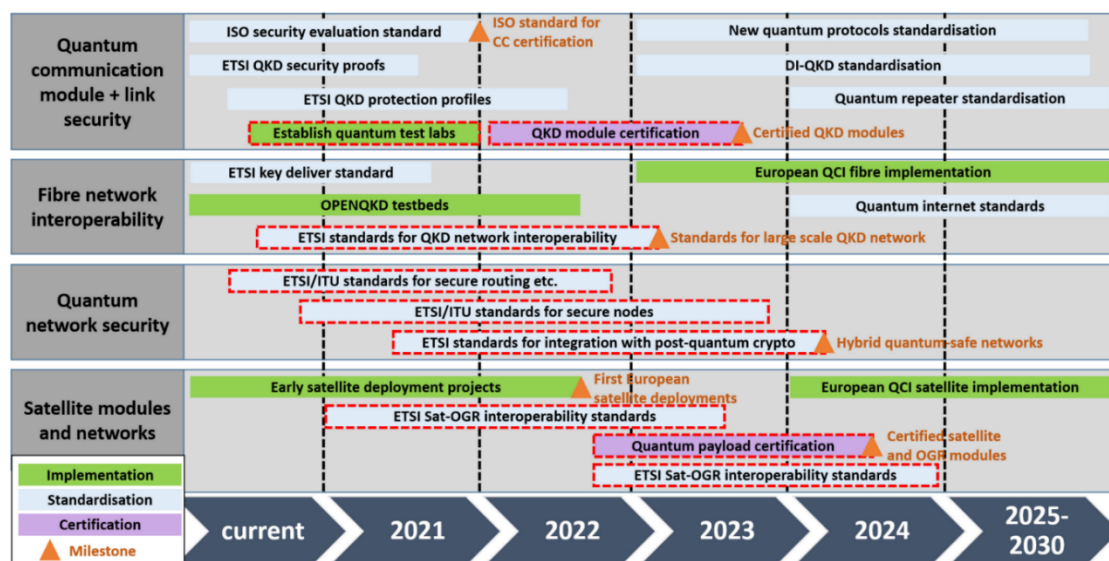 Quantum
communication
module + link
security
ISO security evaluation standard
ISO standard for
CC certification
New quantum protocols standardisation
ETSI QKD security proofs
DI-QKD standardisation
ETSI QKD protection profiles
Quantum repeater standardisation
Establish quantum test labs
QKD module certification
Certified QKD modules
Fibre network
interoperability
ETSI key deliver standard
European QCI fibre implementation
OPENQKD testbeds
Quantum internet standards
ETSI standards for QKD network interoperability
Standards for large scale QKD network
Quantum
network security
ETSI/ITU standards for secure routing etc.
ETSI/ITU standards for secure nodes
ETSI standards for integration with post-quantum crypto
Hybrid quantum-safe networks
Satellite modules
and networks
Early satellite deployment projects
First European
satellite deployments
European QCI satellite implementation
ETSI Sat-OGR interoperability standards
Quantum payload certification
Certified satellite
and OGR modules
ETSI Sat-OGR interoperability standards
Implementation
Standardisation
Certification
Milestone
current
2021
2022
2023
2024
2025-
2030